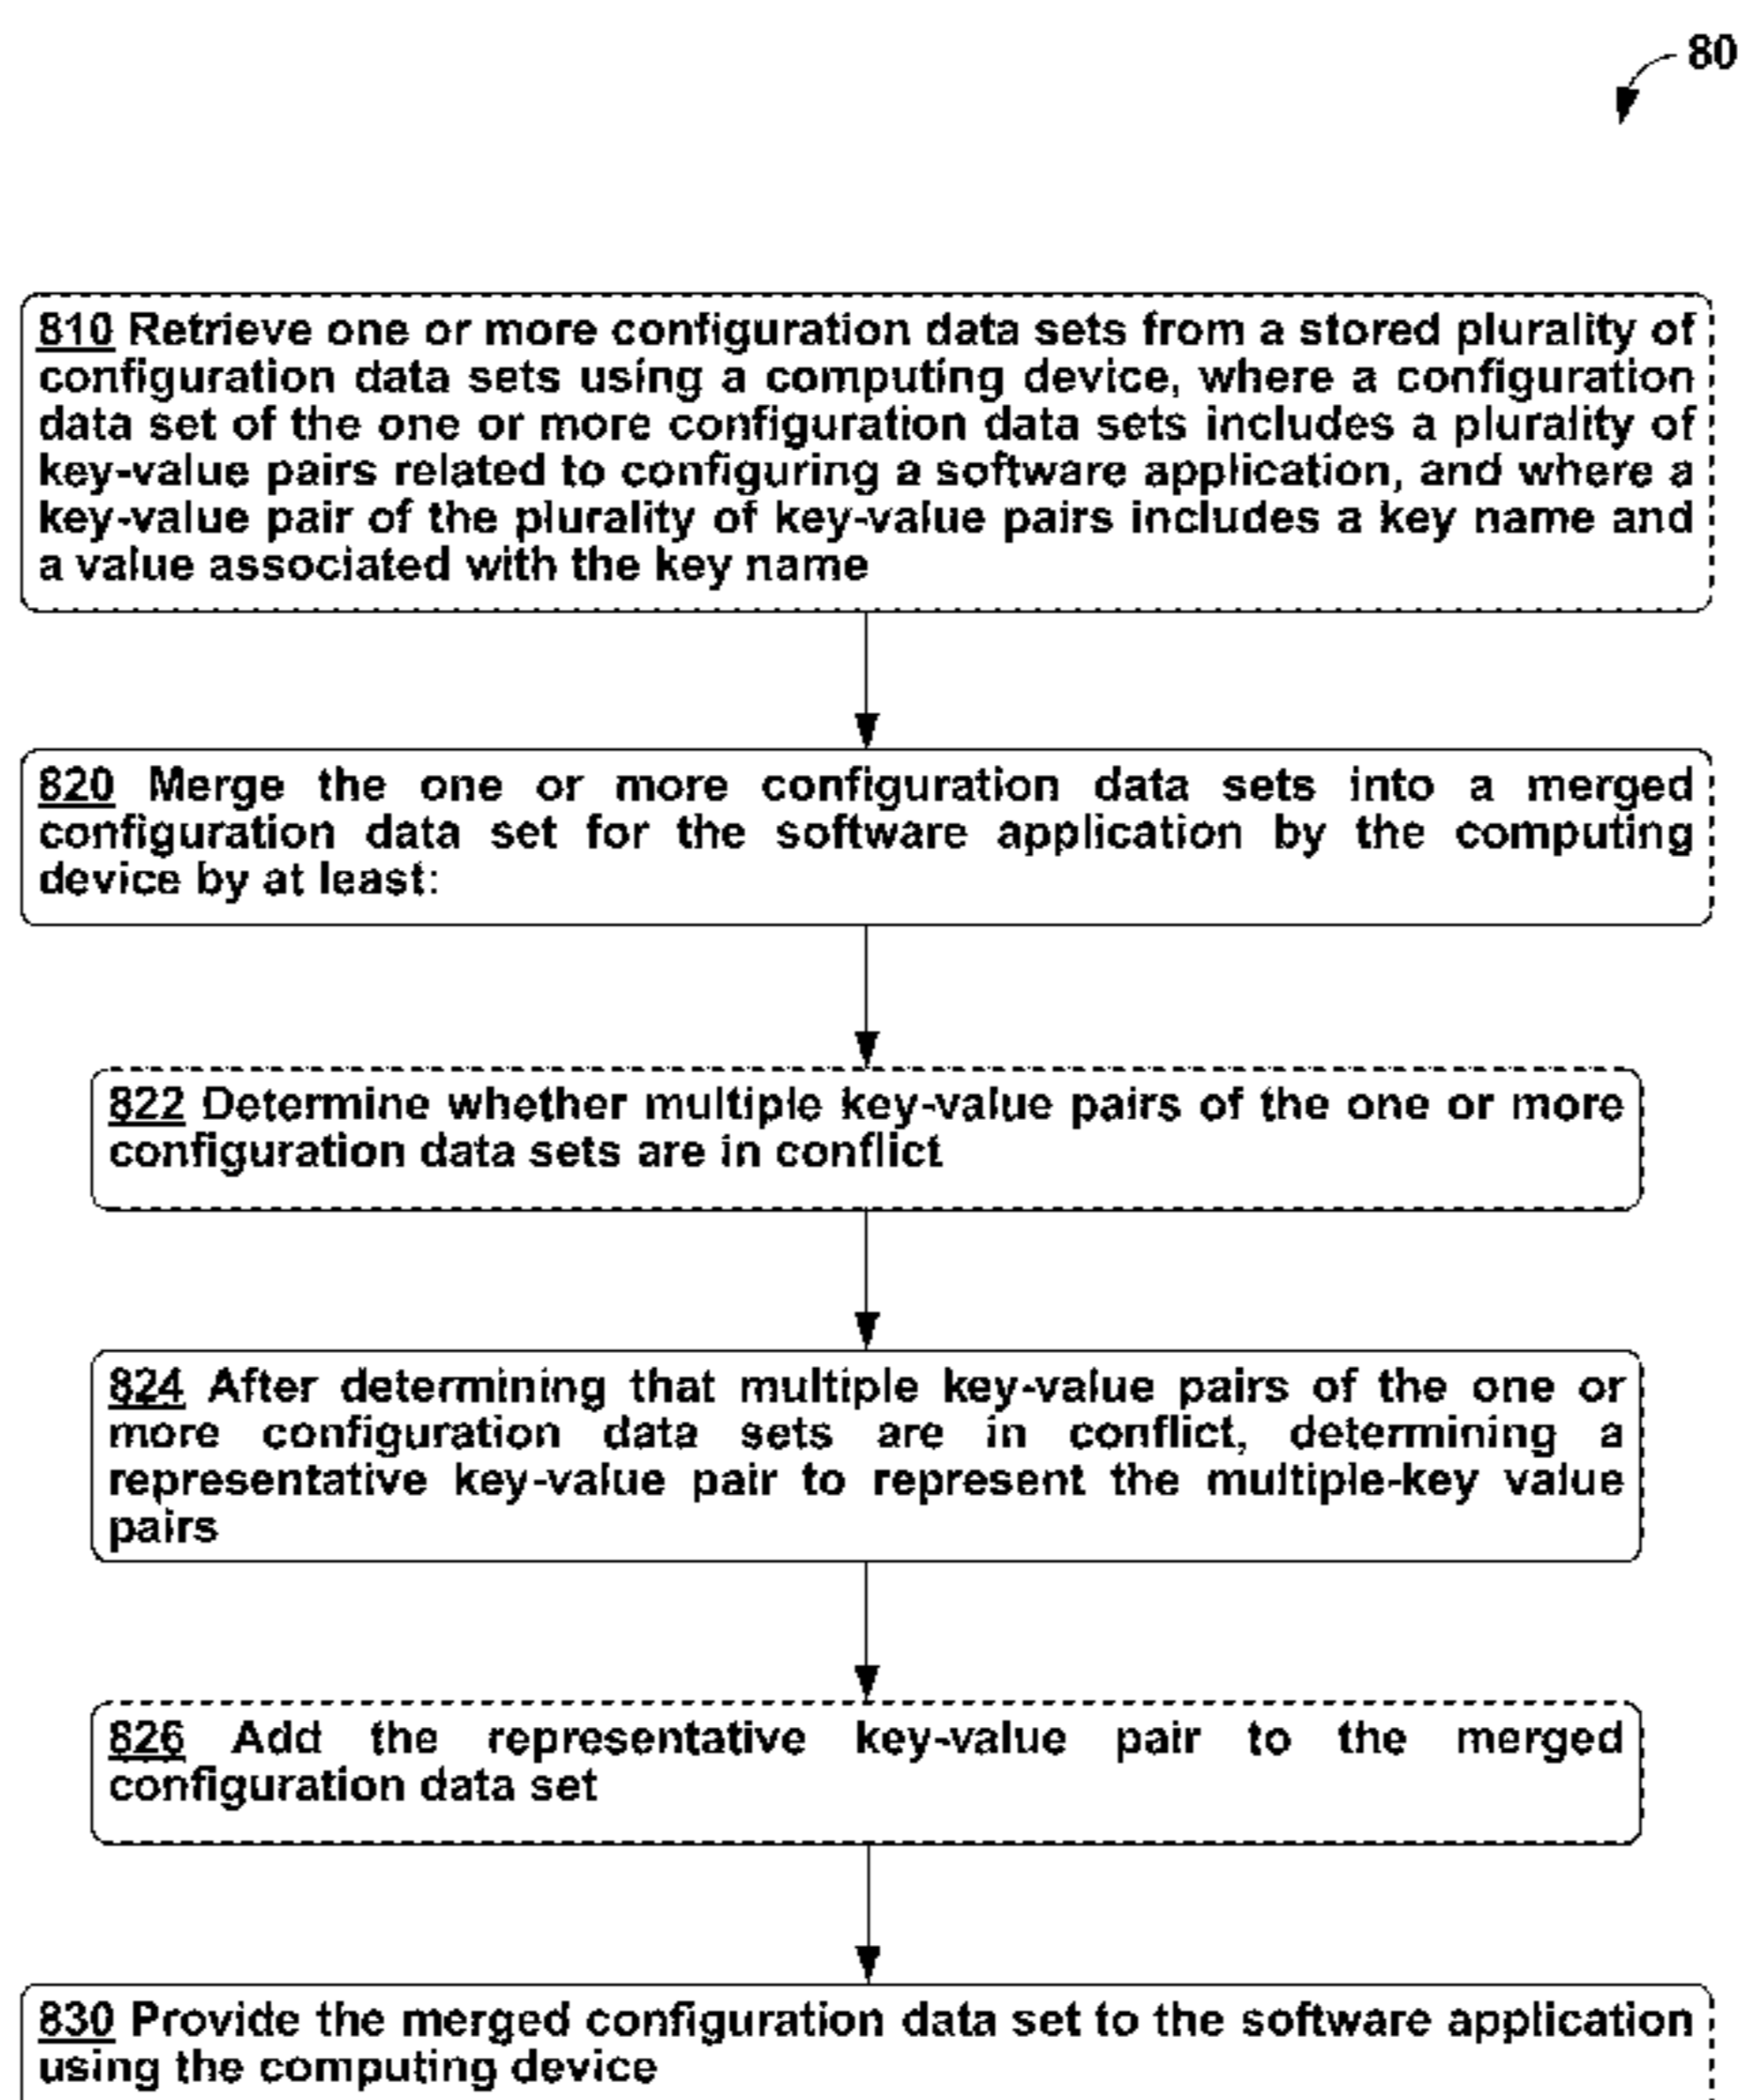 80
810 Retrieve one or more configuration data sets from a stored plurality of
configuration data sets using a computing device, where a configuration
data set of the one or more configuration data sets includes a plurality of
key-value pairs related to configuring a software application, and where a
key-value pair of the plurality of key-value pairs includes a key name and
a value associated with the key name
820 Merge the one or more configuration data sets into a merged
configuration data set for the software application by the computing
device by at least:
822 Determine whether multiple key-value pairs of the one or more
configuration data sets are in conflict
824 After determining that multiple key-value pairs of the one or
more configuration data sets are in conflict, determining a
representative key-value pair to represent the multiple-key value
pairs
826 Add the representative key-value pair to the merged
configuration data set
830 Provide the merged configuration data set to the software application
using the computing device